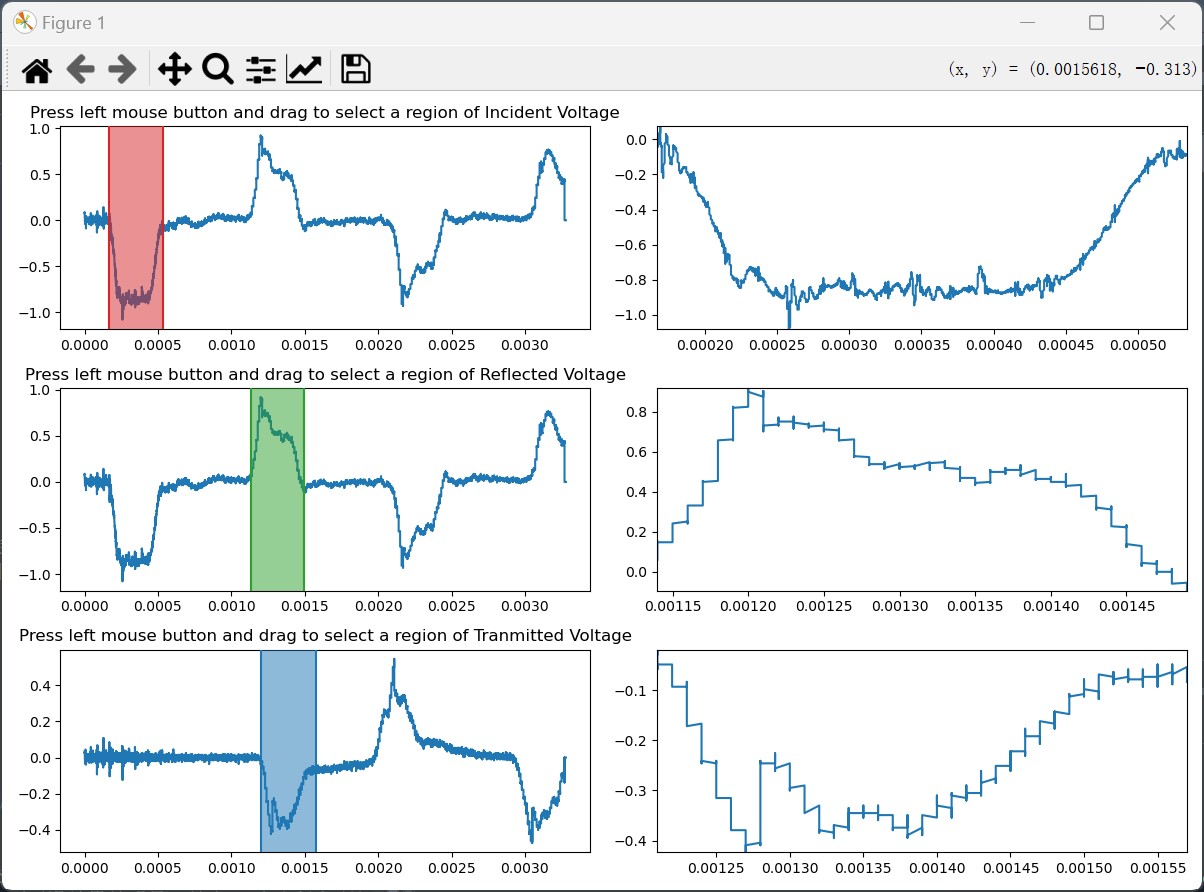 Figure 1
(x, y) = (0.0015618, −0.313)
Press left mouse button and drag to select a region of Incident Voltage
1.0
0.5
0.0
−0.5
−1.0
0.0000 0.0005 0.0010 0.0015 0.0020 0.0025 0.0030
0.0
−0.2
−0.4
−0.6
−0.8
−1.0
0.00020 0.00025 0.00030 0.00035 0.00040 0.00045 0.00050
Press left mouse button and drag to select a region of Reflected Voltage
1.0
0.5
0.0
−0.5
−1.0
0.0000 0.0005 0.0010 0.0015 0.0020 0.0025 0.0030
0.8
0.6
0.4
0.2
0.0
0.00115 0.00120 0.00125 0.00130 0.00135 0.00140 0.00145
Press left mouse button and drag to select a region of Tranmitted Voltage
0.4
0.2
0.0
−0.2
−0.4
0.0000 0.0005 0.0010 0.0015 0.0020 0.0025 0.0030
−0.1
−0.2
−0.3
−0.4
0.00125 0.00130 0.00135 0.00140 0.00145 0.00150 0.00155